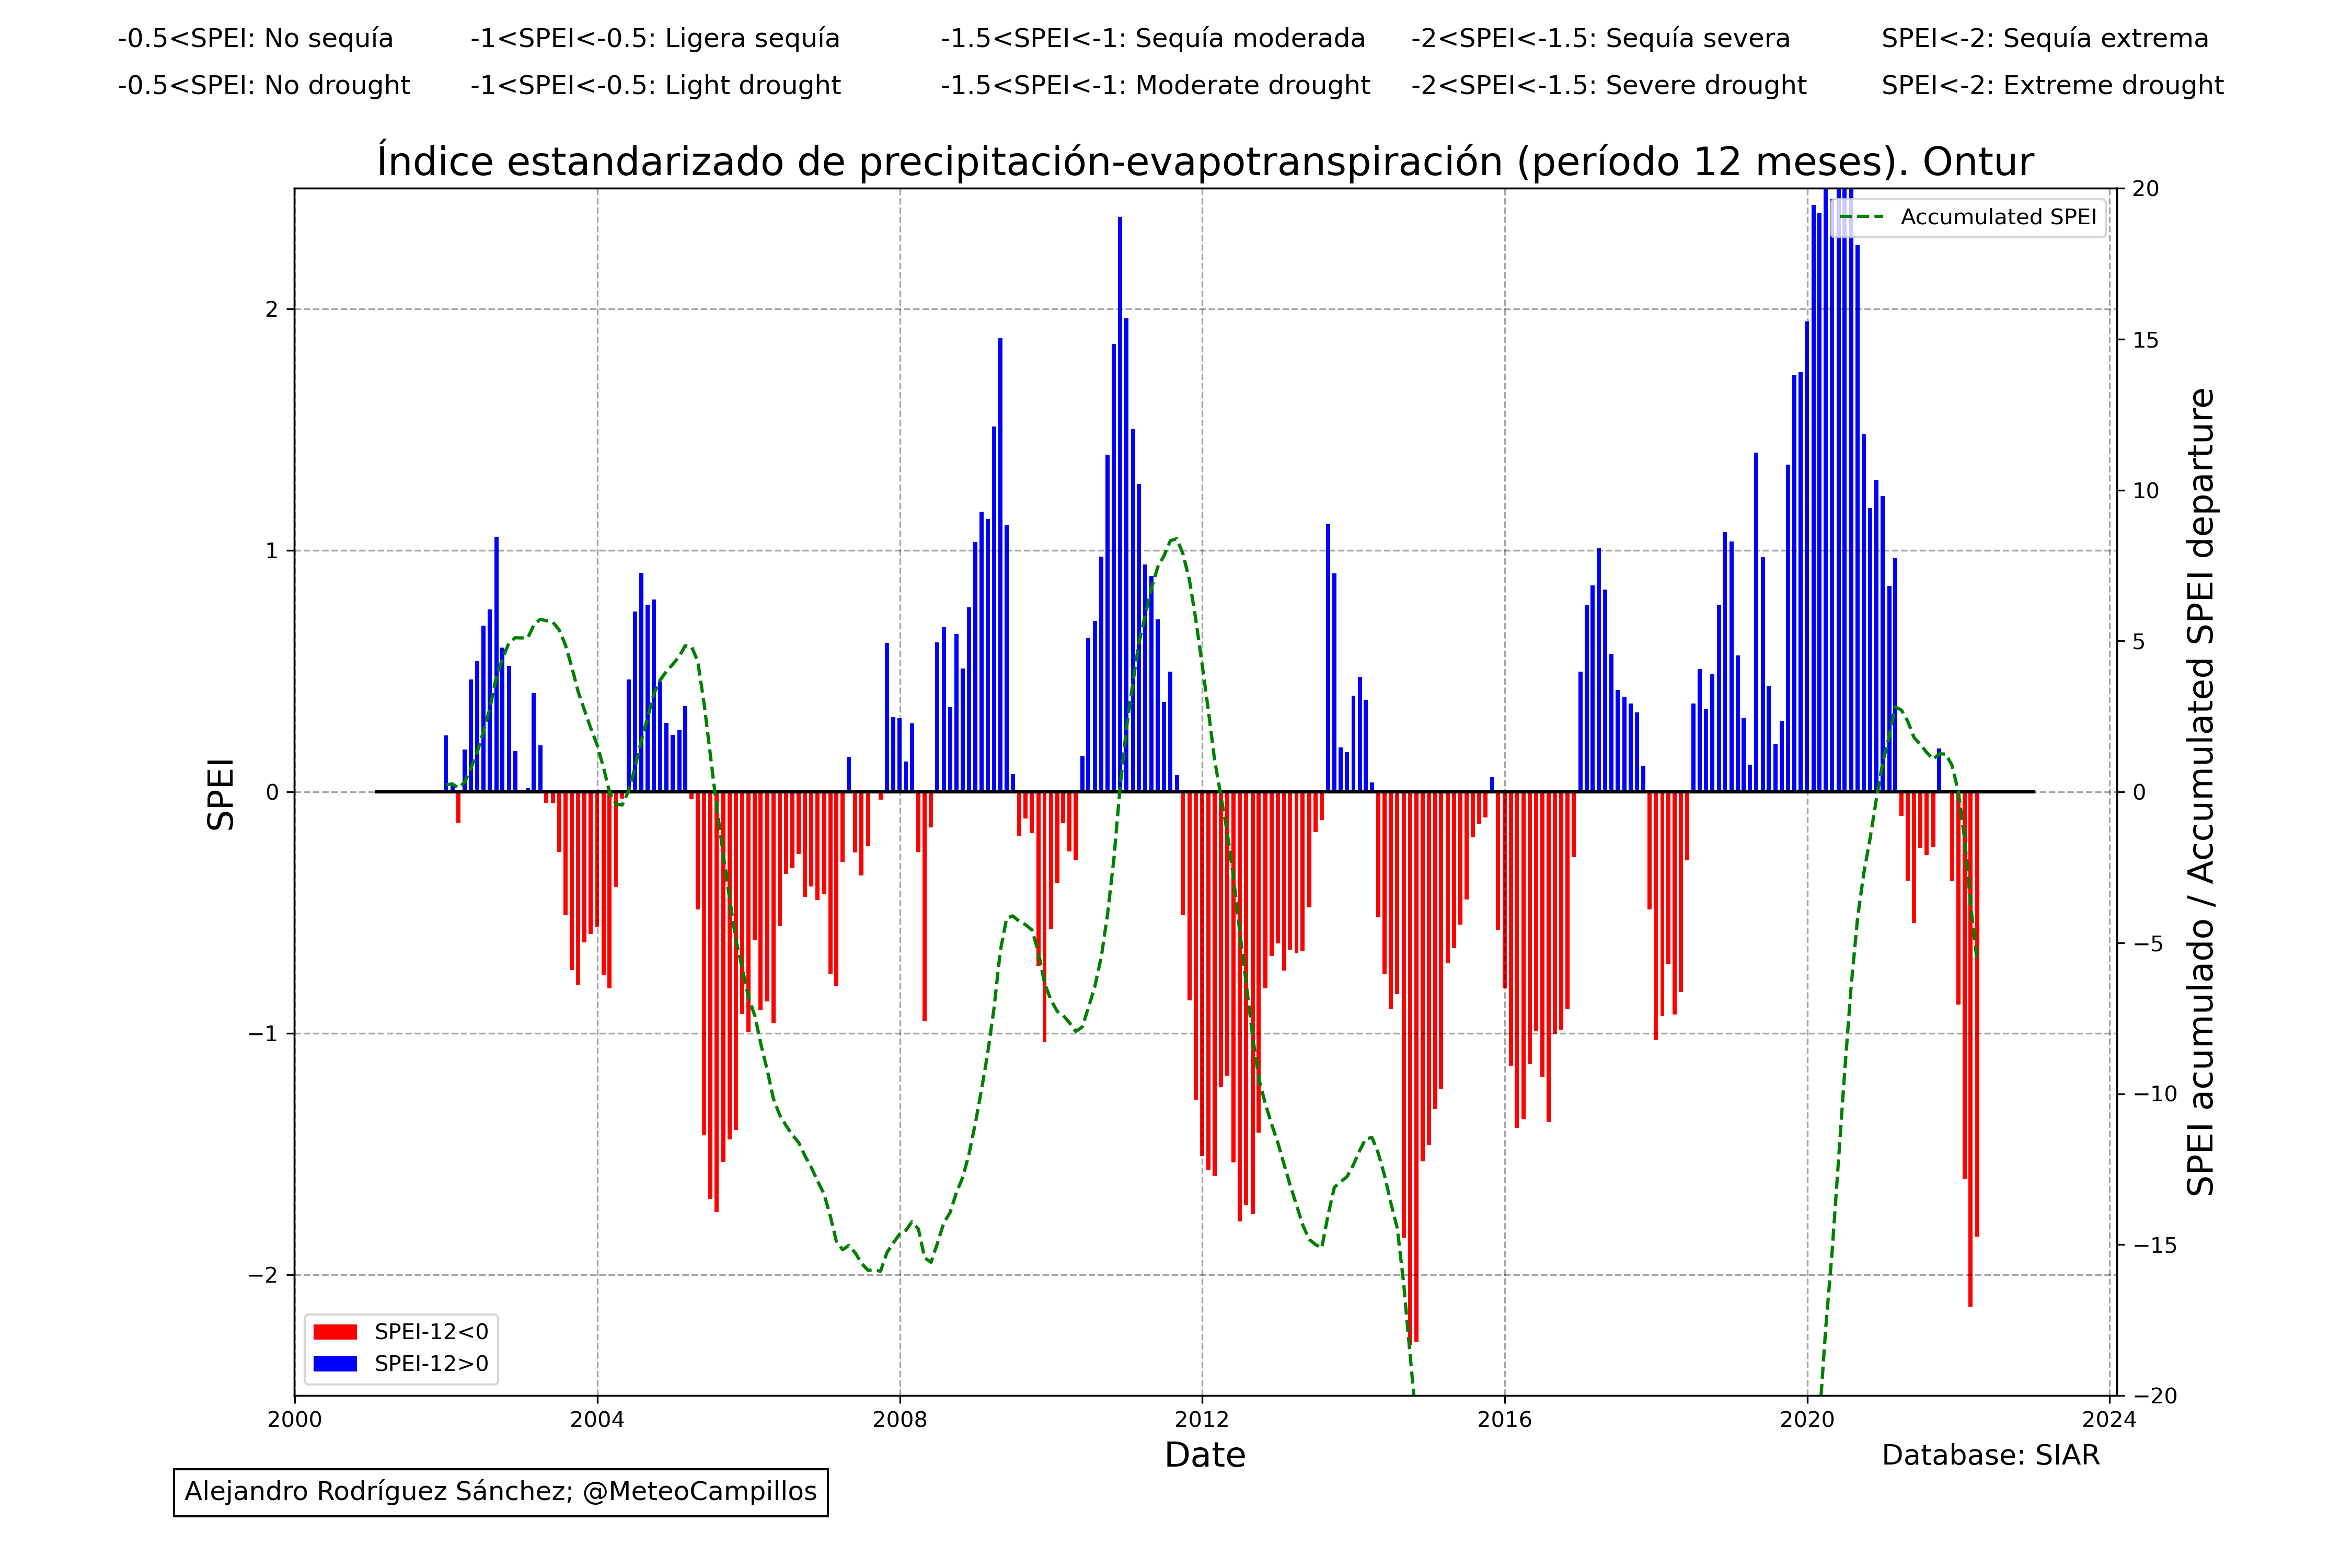 -0.5<SPEI: No sequía -1<SPEI<-0.5: Ligera sequía -1.5<SPEI<-1: Sequía moderada -2<SPEI<-1.5: Sequía severa SPEI<-2: Sequía extrema
-0.5<SPEI: No drought -1<SPEI<-0.5: Light drought -1.5<SPEI<-1: Moderate drought -2<SPEI<-1.5: Severe drought SPEI<-2: Extreme drought
Índice estandarizado de precipitación-evapotranspiración (período 12 meses). Ontur
Accumulated SPEI
SPEI
2
1
0
−1
−2
20
15
10
5
0
−5
−10
−15
−20
SPEI acumulado / Accumulated SPEI departure
SPEI-12<0
SPEI-12>0
2000 2004 2008 2012 2016 2020 2024
Date
Database: SIAR
Alejandro Rodríguez Sánchez; @MeteoCampillos